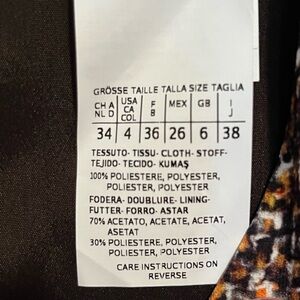 GRÖSSE TAILLE TALLA SIZE TAGLIA
CH A NL D USA CA COL F B MEX GB I J
34 4 36 26 6 38
TESSUTO- TISSU- CLOTH- STOFF-
TEJIDO- TECIDO- KUMAŞ
100% POLIESTERE, POLYESTER,
POLIESTER, POLYESTER
FODERA- DOUBLURE- LINING-
FUTTER- FORRO- ASTAR
70% ACETATO, ACETATE, ACETAT,
ASETAT
30% POLIESTERE, POLYESTER,
POLIESTER, POLYESTER
CARE INSTRUCTIONS ON
REVERSE